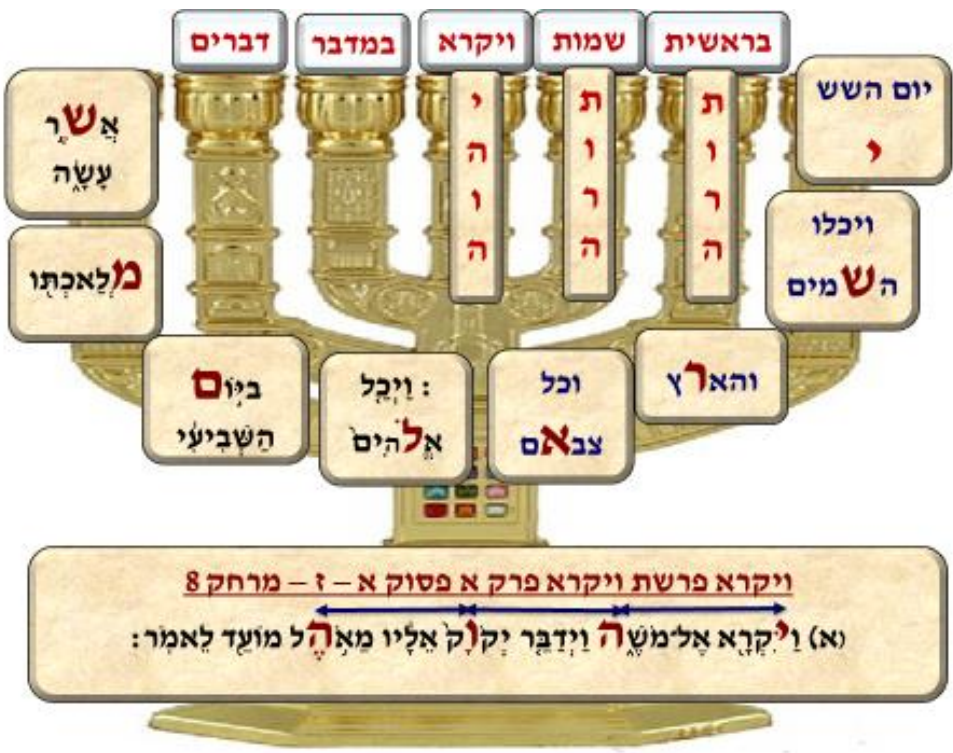 בראשית
שמות
ויקרא
במדבר
דברים
ת
ו
ר
ה
ת
ו
ר
ה
י
ה
ו
ה
יום השש
י
ויכלו
השמים
והארץ
וכל
צבאם
: וַיְכַ֤ל
אֱלֹהִים֙
בַּיּ֣וֹם
הַשְּׁבִיעִ֔י
מְלַאכְתּ֖וֹ
אֲשֶׁ֣ר
עָשָׂ֑ה
ויקרא פרשת ויקרא פרק א פסוק א – ז – מרחק 8
(א) וַיִּקְרָ֖א אֶל־מֹשֶׁ֑ה וַיְדַבֵּ֤ר יְקֹוָק֙ אֵלָ֔יו מֵאֹ֥הֶל מוֹעֵ֖ד לֵאמֹֽר: